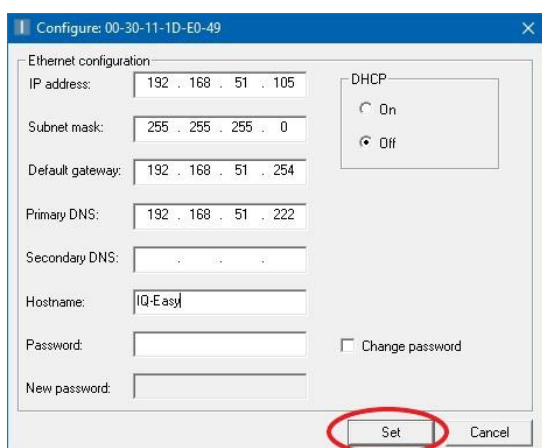 Configure: 00-30-11-1D-E0-49
Ethernet configuration
IP address: 192 . 168 . 51 . 105
DHCP
On
Subnet mask: 255 . 255 . 255 . 0
Off
Default gateway: 192 . 168 . 51 . 254
Primary DNS: 192 . 168 . 51 . 222
Secondary DNS: . . .
Hostname: IQ-Easy
Password:
Change password
New password:
Set Cancel